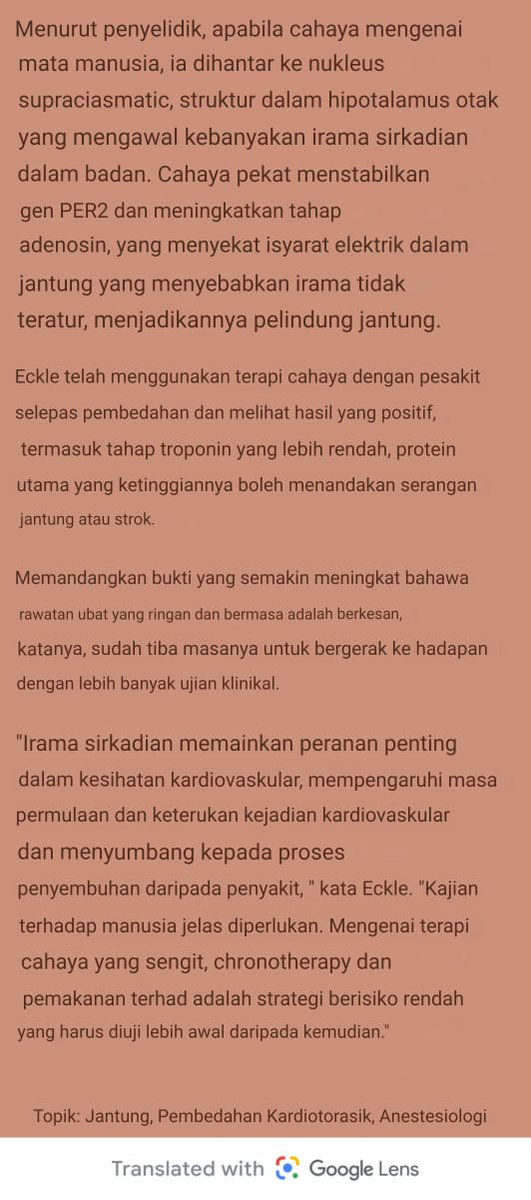 Menurut penyelidik, apabila cahaya mengenai
mata manusia, ia dihantar ke nukleus
supraciasmatic, struktur dalam hipotalamus otak
yang mengawal kebanyakan irama sirkadian
dalam badan. Cahaya pekat menstabilkan
gen PER2 dan meningkatkan tahap
adenosin, yang menyekat isyarat elektrik dalam
jantung yang menyebabkan irama tidak
teratur, menjadikannya pelindung jantung.
Eckle telah menggunakan terapi cahaya dengan pesakit
selepas pembedahan dan melihat hasil yang positif,
termasuk tahap troponin yang lebih rendah, protein
utama yang ketinggiannya boleh menandakan serangan
jantung atau strok.
Memandangkan bukti yang semakin meningkat bahawa
rawatan ubat yang ringan dan bermasa adalah berkesan,
katanya, sudah tiba masanya untuk bergerak ke hadapan
dengan lebih banyak ujian klinikal.
"Irama sirkadian memainkan peranan penting
dalam kesihatan kardiovaskular, mempengaruhi masa
permulaan dan keterukan kejadian kardiovaskular
dan menyumbang kepada proses
penyembuhan daripada penyakit, " kata Eckle. "Kajian
terhadap manusia jelas diperlukan. Mengenai terapi
cahaya yang sengit, chronotherapy dan
pemakanan terhad adalah strategi berisiko rendah
yang harus diuji lebih awal daripada kemudian."
Topik: Jantung, Pembedahan Kardiotorasik, Anestesiologi
Translated with Google Lens